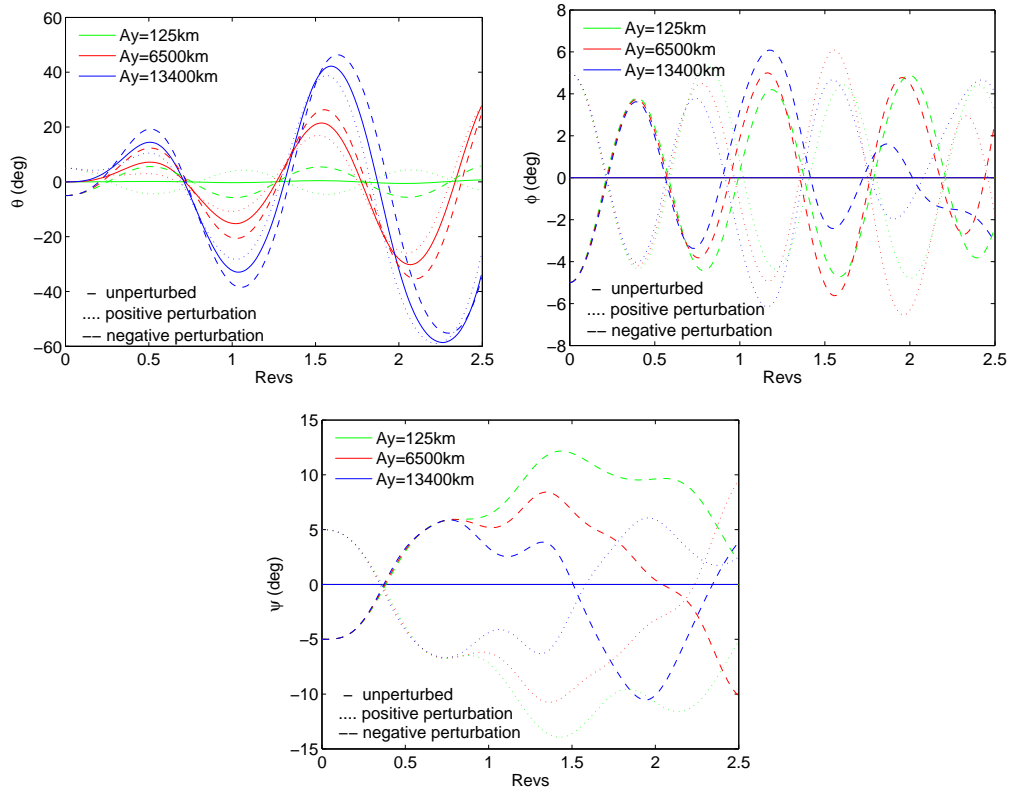 60
40
20
0
−20
−40
−60
0 0.5 1 1.5 2 2.5
Revs
θ (deg)
Ay=125km
Ay=6500km
Ay=13400km
− unperturbed
.... positive perturbation
−− negative perturbation
8
6
4
2
0
−2
−4
−6
−8
0 0.5 1 1.5 2 2.5
Revs
ϕ (deg)
Ay=125km
Ay=6500km
Ay=13400km
− unperturbed
.... positive perturbation
−− negative perturbation
15
10
5
0
−5
−10
−15
0 0.5 1 1.5 2 2.5
Revs
ψ (deg)
Ay=125km
Ay=6500km
Ay=13400km
− unperturbed
.... positive perturbation
−− negative perturbation